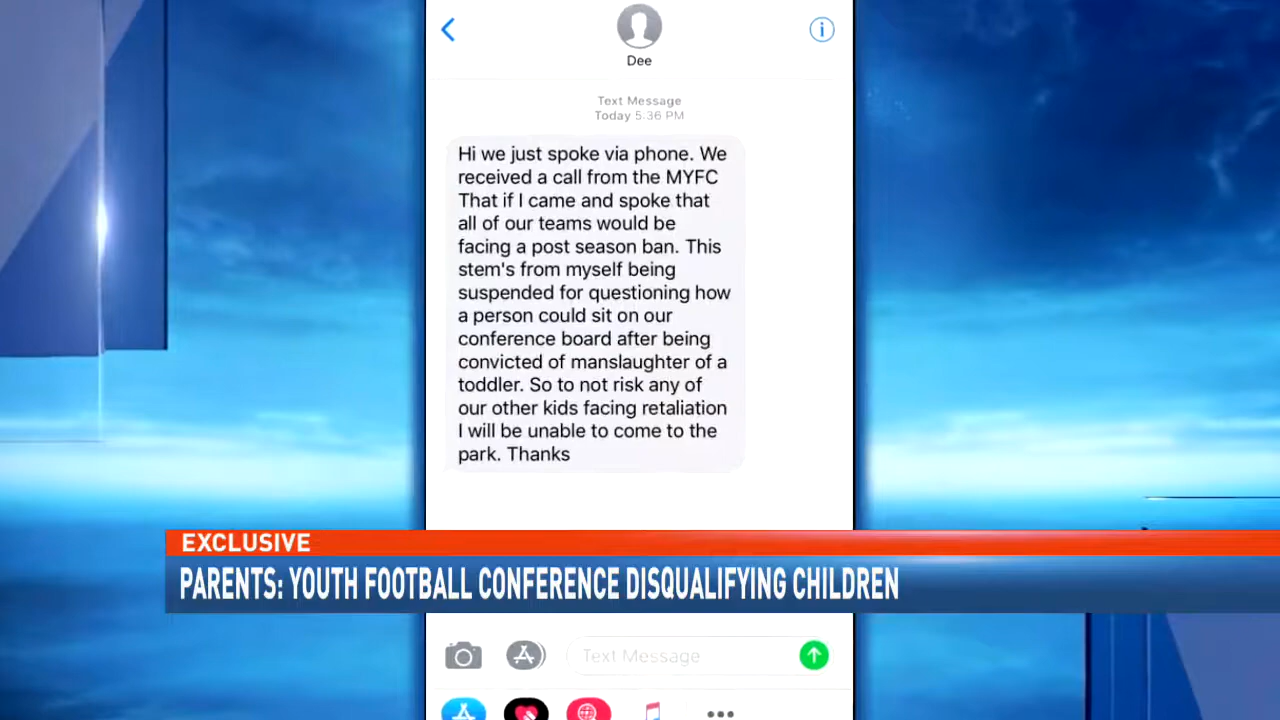 Dee
Text Message
Today 5:36 PM
Hi we just spoke via phone. We
received a call from the MYFC
That if I came and spoke that
all of our teams would be
facing a post season ban. This
stem's from myself being
suspended for questioning how
a person could sit on our
conference board after being
convicted of manslaughter of a
toddler. So to not risk any of
our other kids facing retaliation
I will be unable to come to the
park. Thanks
EXCLUSIVE
PARENTS: YOUTH FOOTBALL CONFERENCE DISQUALIFYING CHILDREN
Text Message